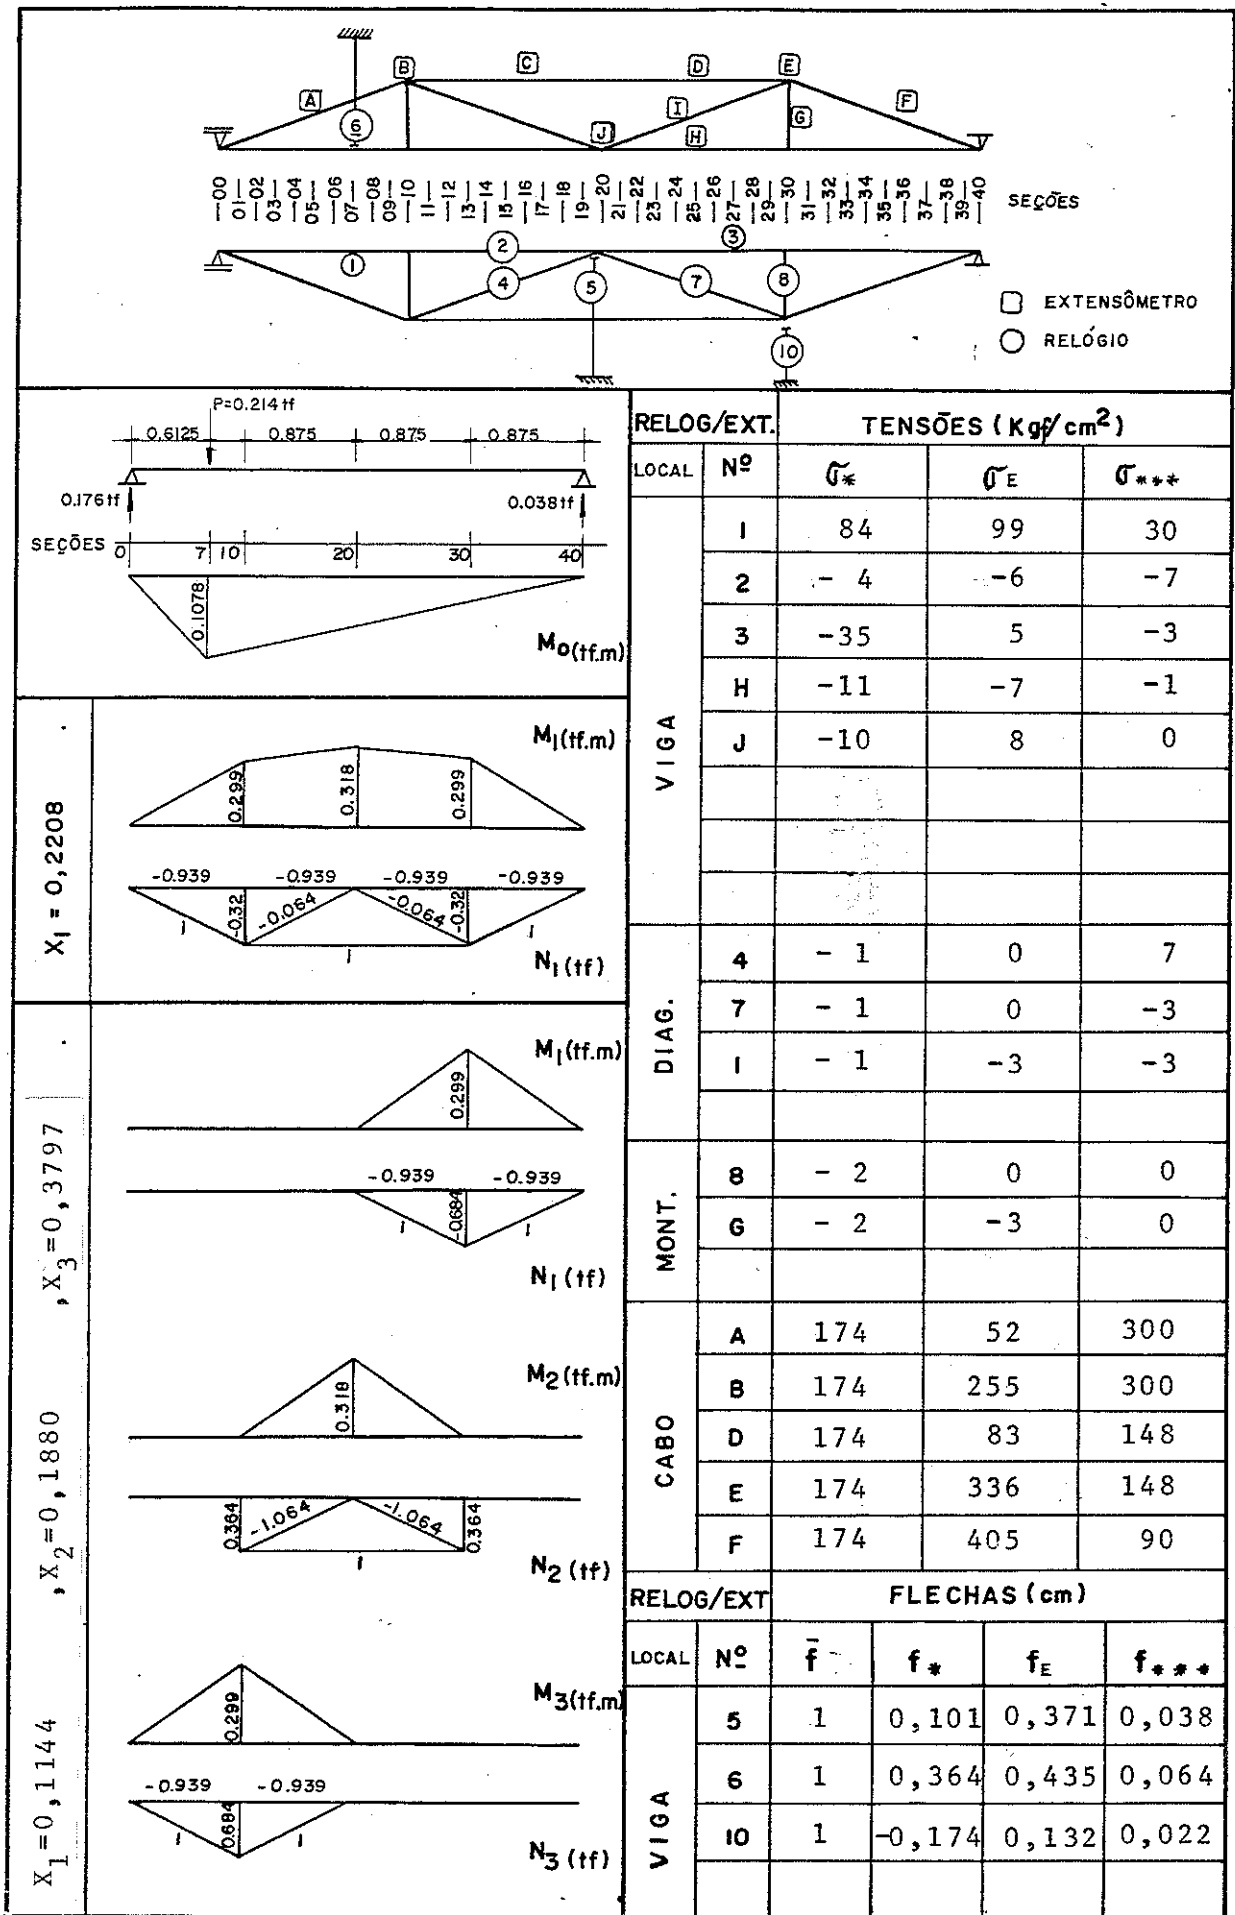 A
B
C
D
E
F
G
H
I
J
6
00 01 02 03 04 05 06 07 08 09 10 11 12 13 14 15 16 17 18 19 20 21 22 23 24 25 26 27 28 29 30 31 32 33 34 35 36 37 38 39 40 SEÇÕES
1
2
3
4
5
7
8
10
EXTENSÔMETRO
RELÓGIO
P=0.214 tf
0.6125 0.875 0.875 0.875
0.176 tf 0.038 tf
SEÇÕES 0 7 10 20 30 40
0.1078
M0(tf.m)
X1 = 0,2208
M1(tf.m)
0.299 0.318 0.299
-0.939 -0.939 -0.939 -0.939
-0.32 -0.064 -0.064 -0.32
1 1 1
N1(tf)
X1=0,1144 ,X2=0,1880 ,X3=0,3797
M1(tf.m)
0.299
-0.939 -0.939
-0.684
1 1
N1(tf)
M2(tf.m)
0.318
0.364 -1.064 -1.064 0.364
1
N2(tf)
M3(tf.m)
0.299
-0.939 -0.939
0.684
1 1
N3(tf)
RELOG/EXT. TENSÕES (Kgf/cm²)
LOCAL Nº σ* σE σ***
VIGA
1 84 99 30
2 - 4 -6 -7
3 -35 5 -3
H -11 -7 -1
J -10 8 0
DIAG.
4 - 1 0 7
7 - 1 0 -3
I - 1 -3 -3
MONT.
8 - 2 0 0
G - 2 -3 0
CABO
A 174 52 300
B 174 255 300
D 174 83 148
E 174 336 148
F 174 405 90
RELOG/EXT FLECHAS (cm)
LOCAL Nº f̄ f* fE f***
VIGA
5 1 0,101 0,371 0,038
6 1 0,364 0,435 0,064
10 1 -0,174 0,132 0,022